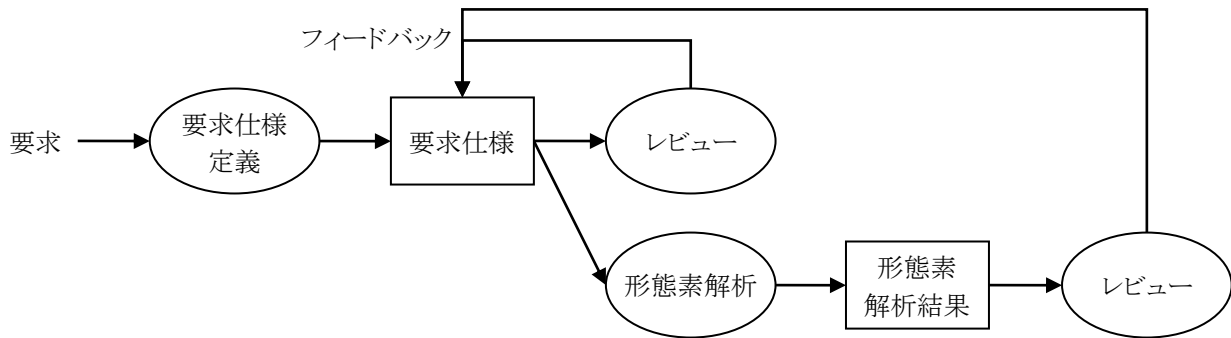 フィードバック
要求
要求仕様
定義
要求仕様
レビュー
形態素解析
形態素
解析結果
レビュー